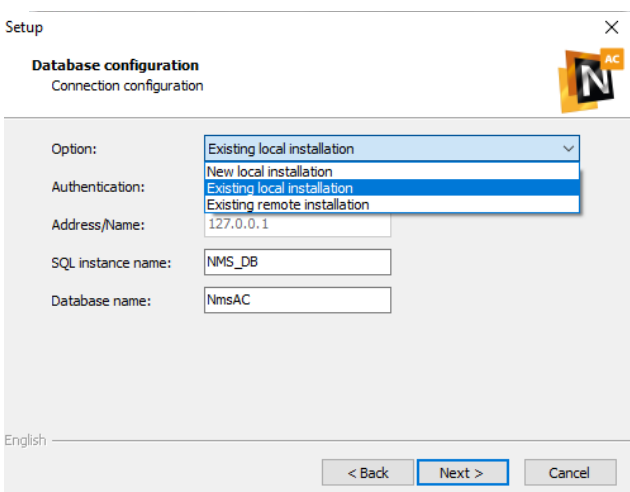 Setup
Database configuration
Connection configuration
AC
N
Option: Existing local installation
New local installation
Existing local installation
Existing remote installation
Authentication:
Address/Name: 127.0.0.1
SQL instance name: NMS_DB
Database name: NmsAC
English
< Back Next > Cancel